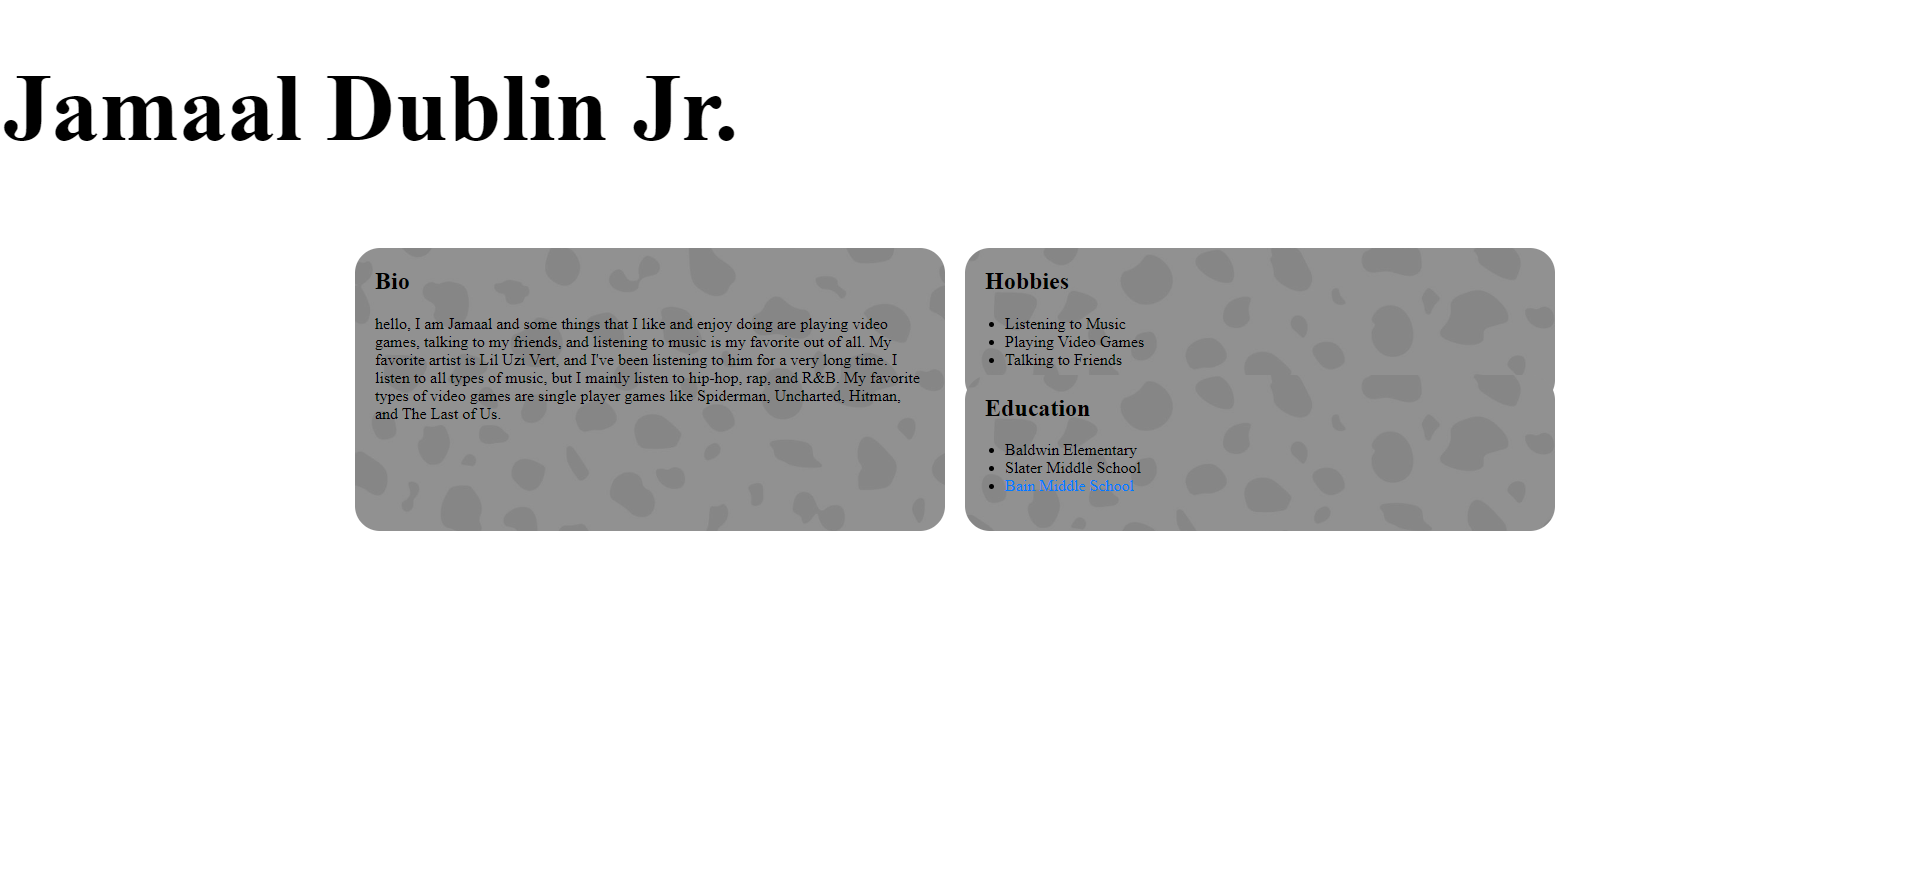 Jamaal Dublin Jr.
Bio
hello, I am Jamaal and some things that I like and enjoy doing are playing video
games, talking to my friends, and listening to music is my favorite out of all. My
favorite artist is Lil Uzi Vert, and I've been listening to him for a very long time. I
listen to all types of music, but I mainly listen to hip-hop, rap, and R&B. My favorite
types of video games are single player games like Spiderman, Uncharted, Hitman,
and The Last of Us.
Hobbies
Listening to Music
Playing Video Games
Talking to Friends
Education
Baldwin Elementary
Slater Middle School
Bain Middle School